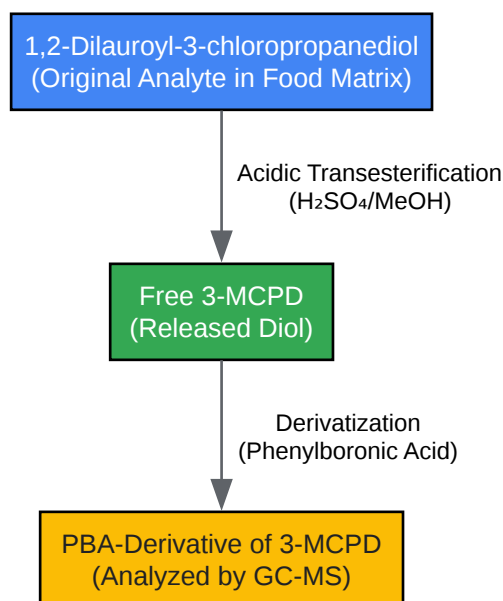 1,2-Dilauroyl-3-chloropropanediol
(Original Analyte in Food Matrix)
Acidic Transesterification
(H₂SO₄/MeOH)
Free 3-MCPD
(Released Diol)
Derivatization
(Phenylboronic Acid)
PBA-Derivative of 3-MCPD
(Analyzed by GC-MS)